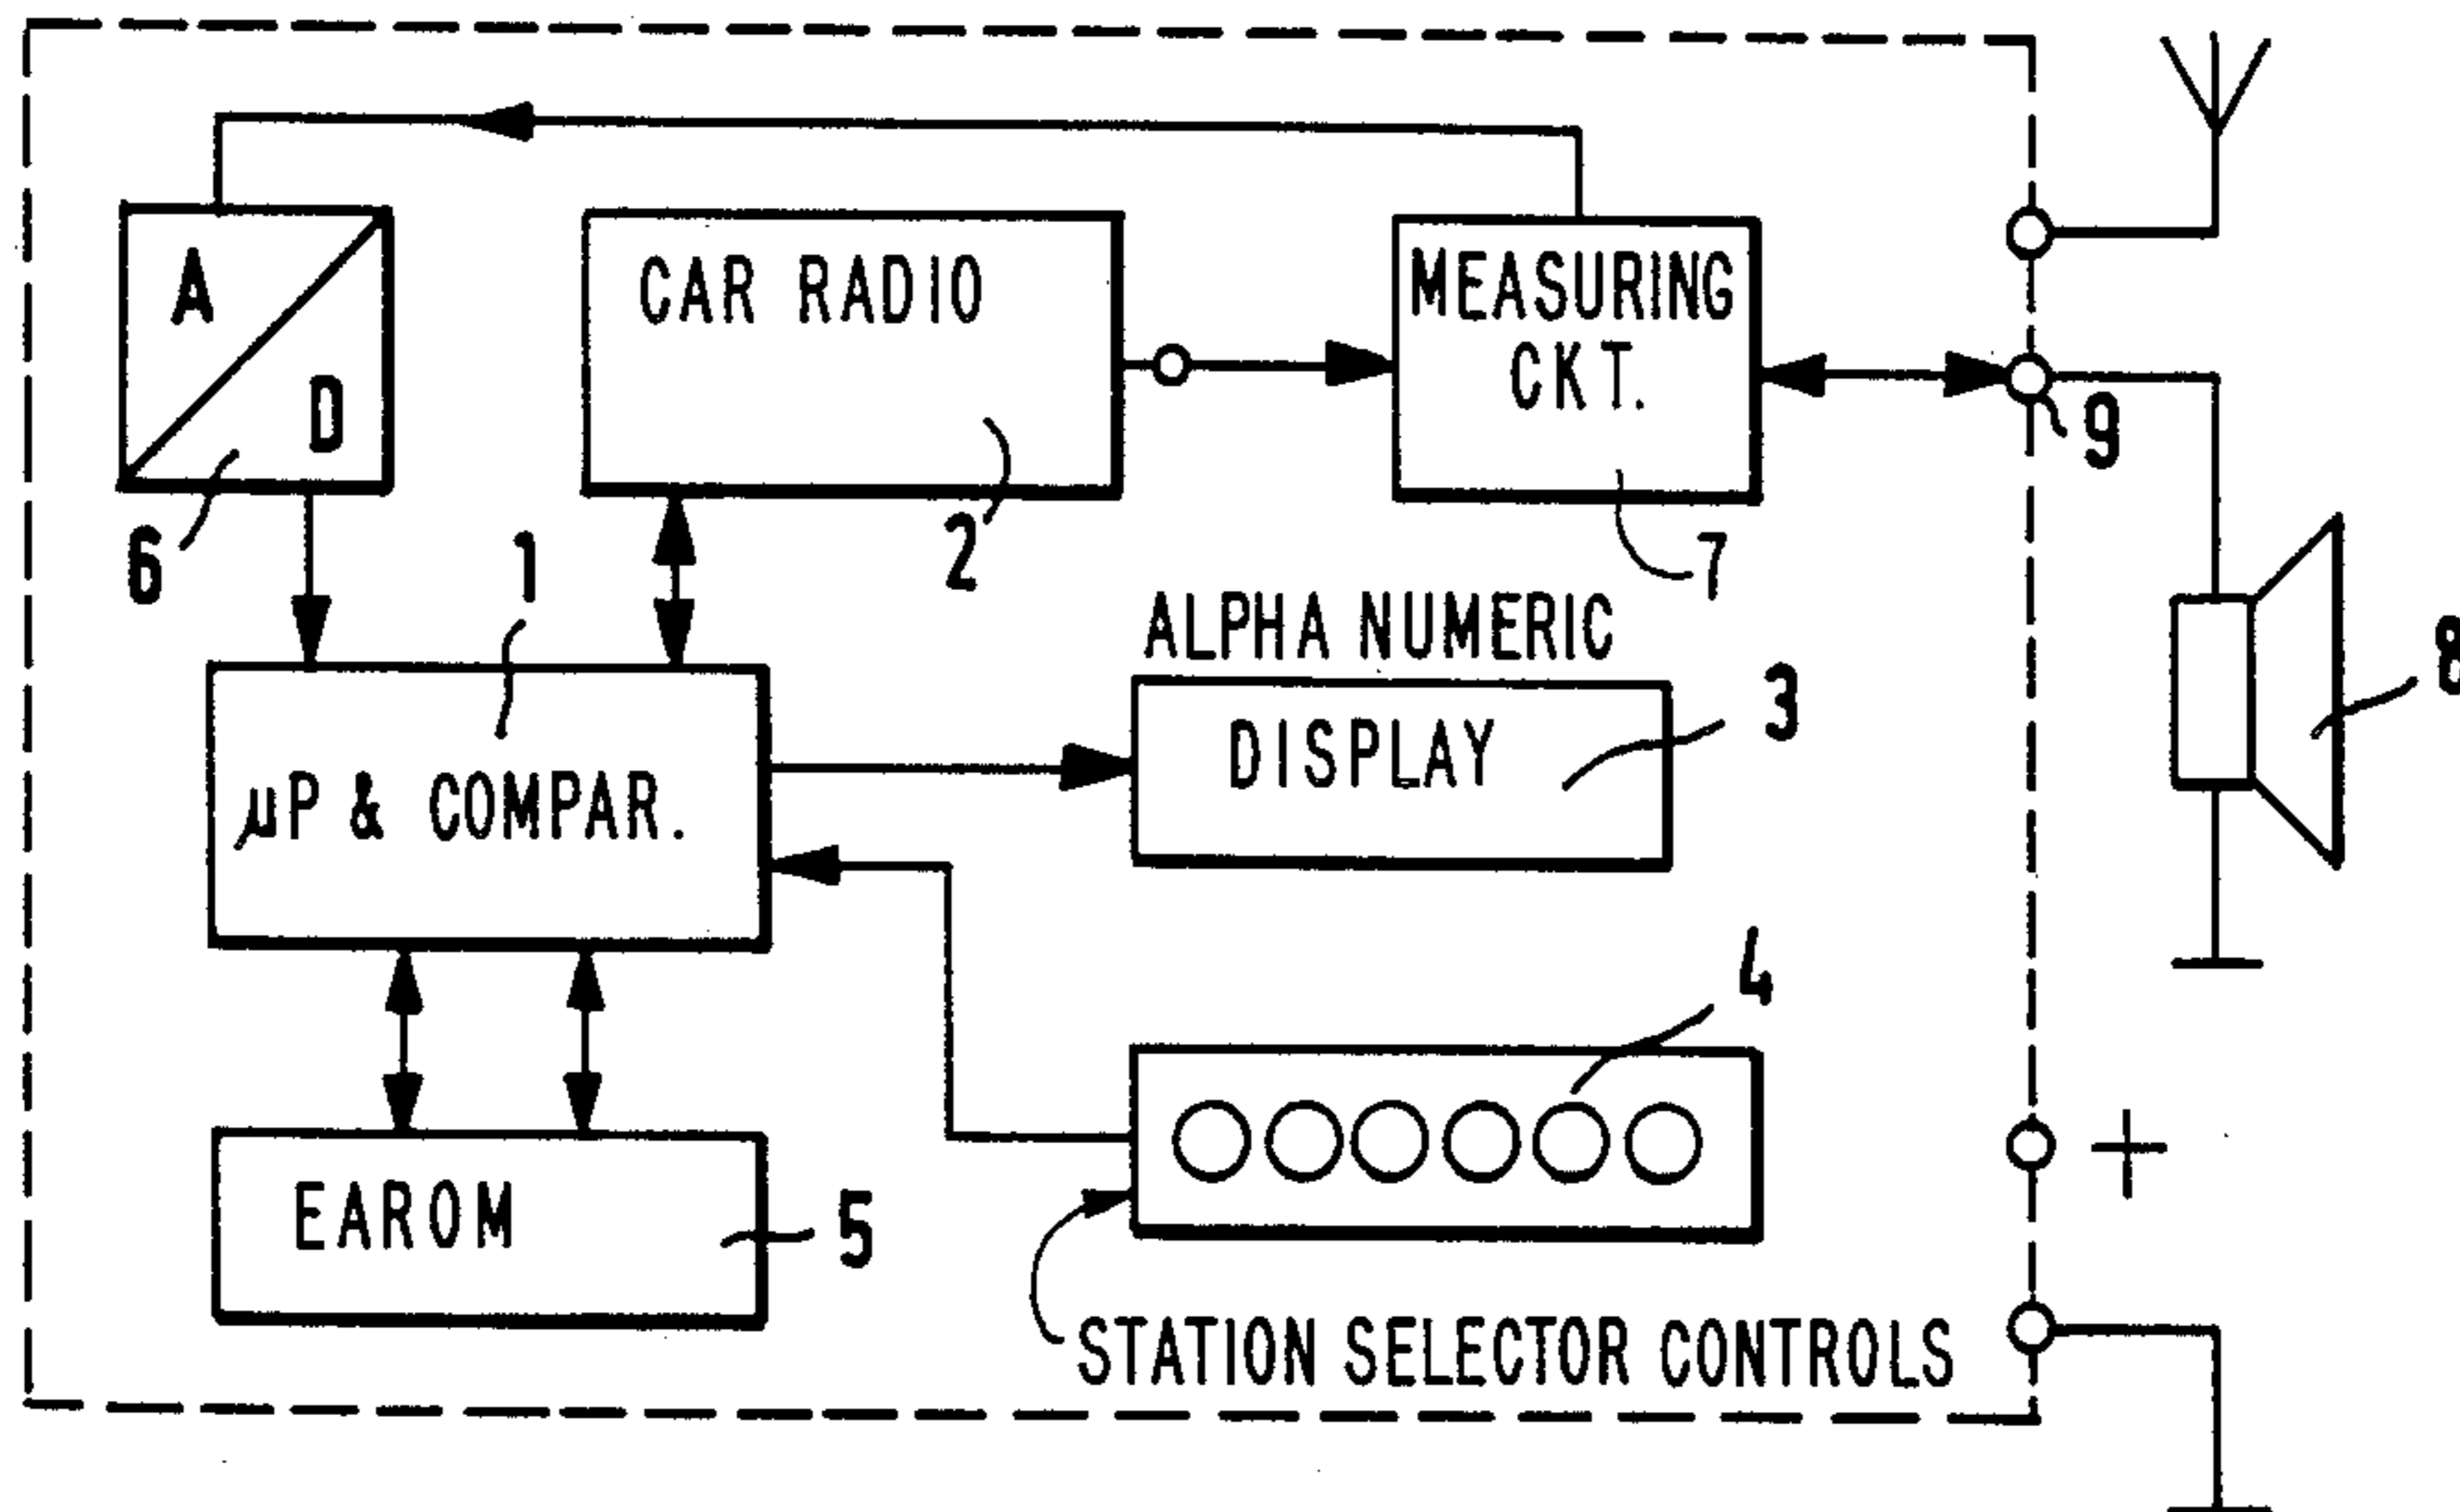 A
D
CAR RADIO
MEASURING
CKT.
9
6
1
2
7
ALPHA NUMERIC
8
3
DISPLAY
µP & COMPAR.
4
EAROM
5
+
STATION SELECTOR CONTROLS